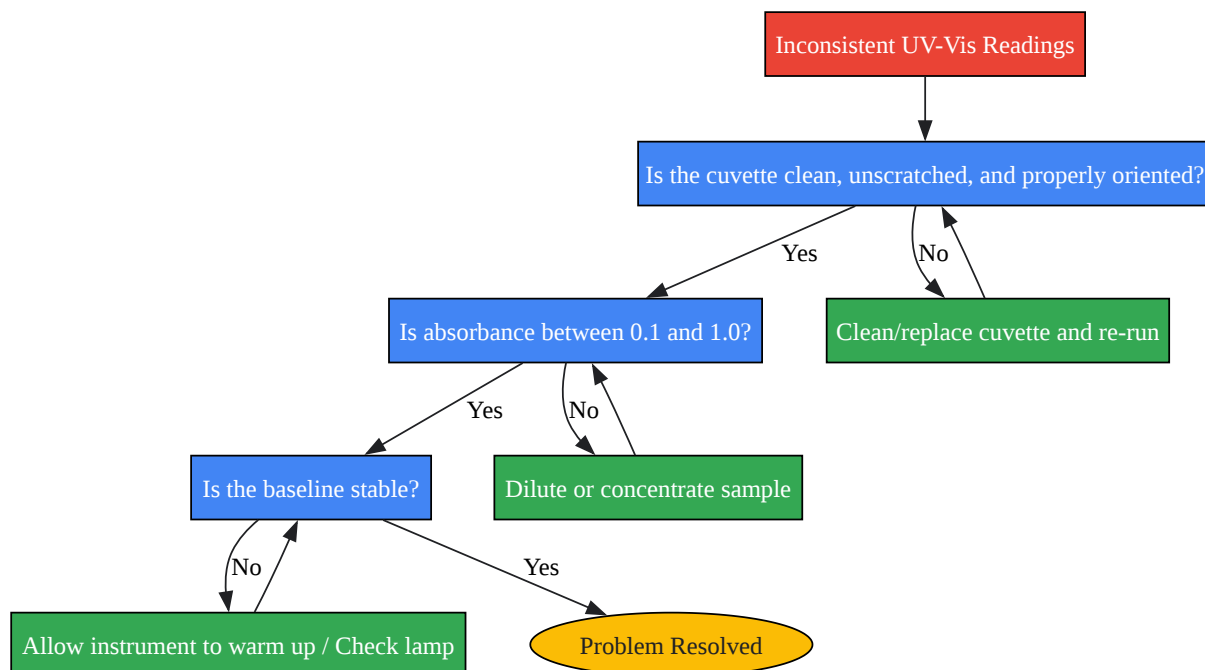 Inconsistent UV-Vis Readings
Is the cuvette clean, unscratched, and properly oriented?
Yes
No
Is absorbance between 0.1 and 1.0?
Clean/replace cuvette and re-run
Yes
No
Is the baseline stable?
Dilute or concentrate sample
No
Yes
Allow instrument to warm up / Check lamp
Problem Resolved